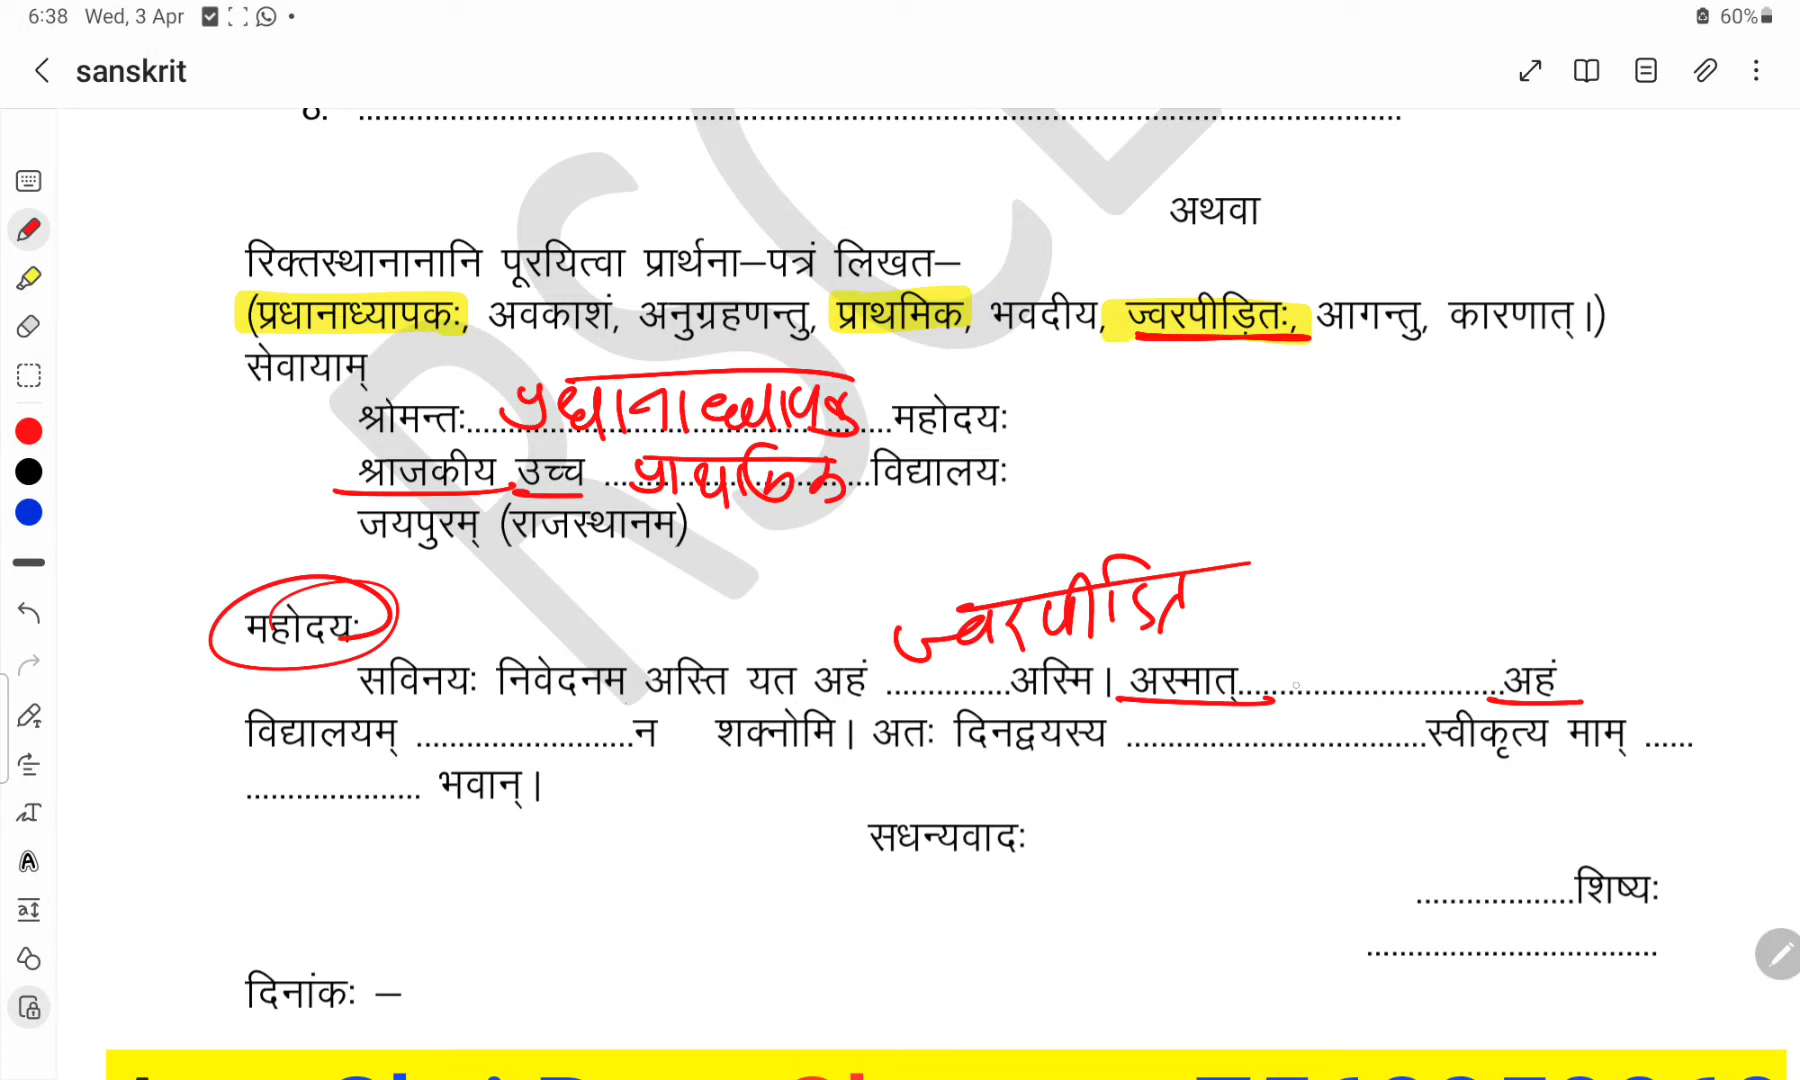 6:38 Wed, 3 Apr
60%
sanskrit
अथवा
रिक्तस्थानानानि पूरयित्वा प्रार्थना–पत्रं लिखत–
(प्रधानाध्यापकः, अवकाशं, अनुग्रहणन्तु, प्राथमिक, भवदीय, ज्वरपीड़ितः, आगन्तु, कारणात्।)
सेवायाम्
श्रोमन्तः......प्रधानाध्यापक......महोदयः
श्राजकीय उच्च ......प्राथमिक......विद्यालयः
जयपुरम् (राजस्थानम)
महोदयः
ज्वरपीडित
सविनयः निवेदनम अस्ति यत अहं ...............अस्मि। अस्मात्................................अहं
विद्यालयम् ..........................न शक्नोमि। अतः दिनद्वयस्य ....................................स्वीकृत्य माम् ......
..................... भवान्।
सधन्यवादः
...................शिष्यः
...................................
दिनांकः –